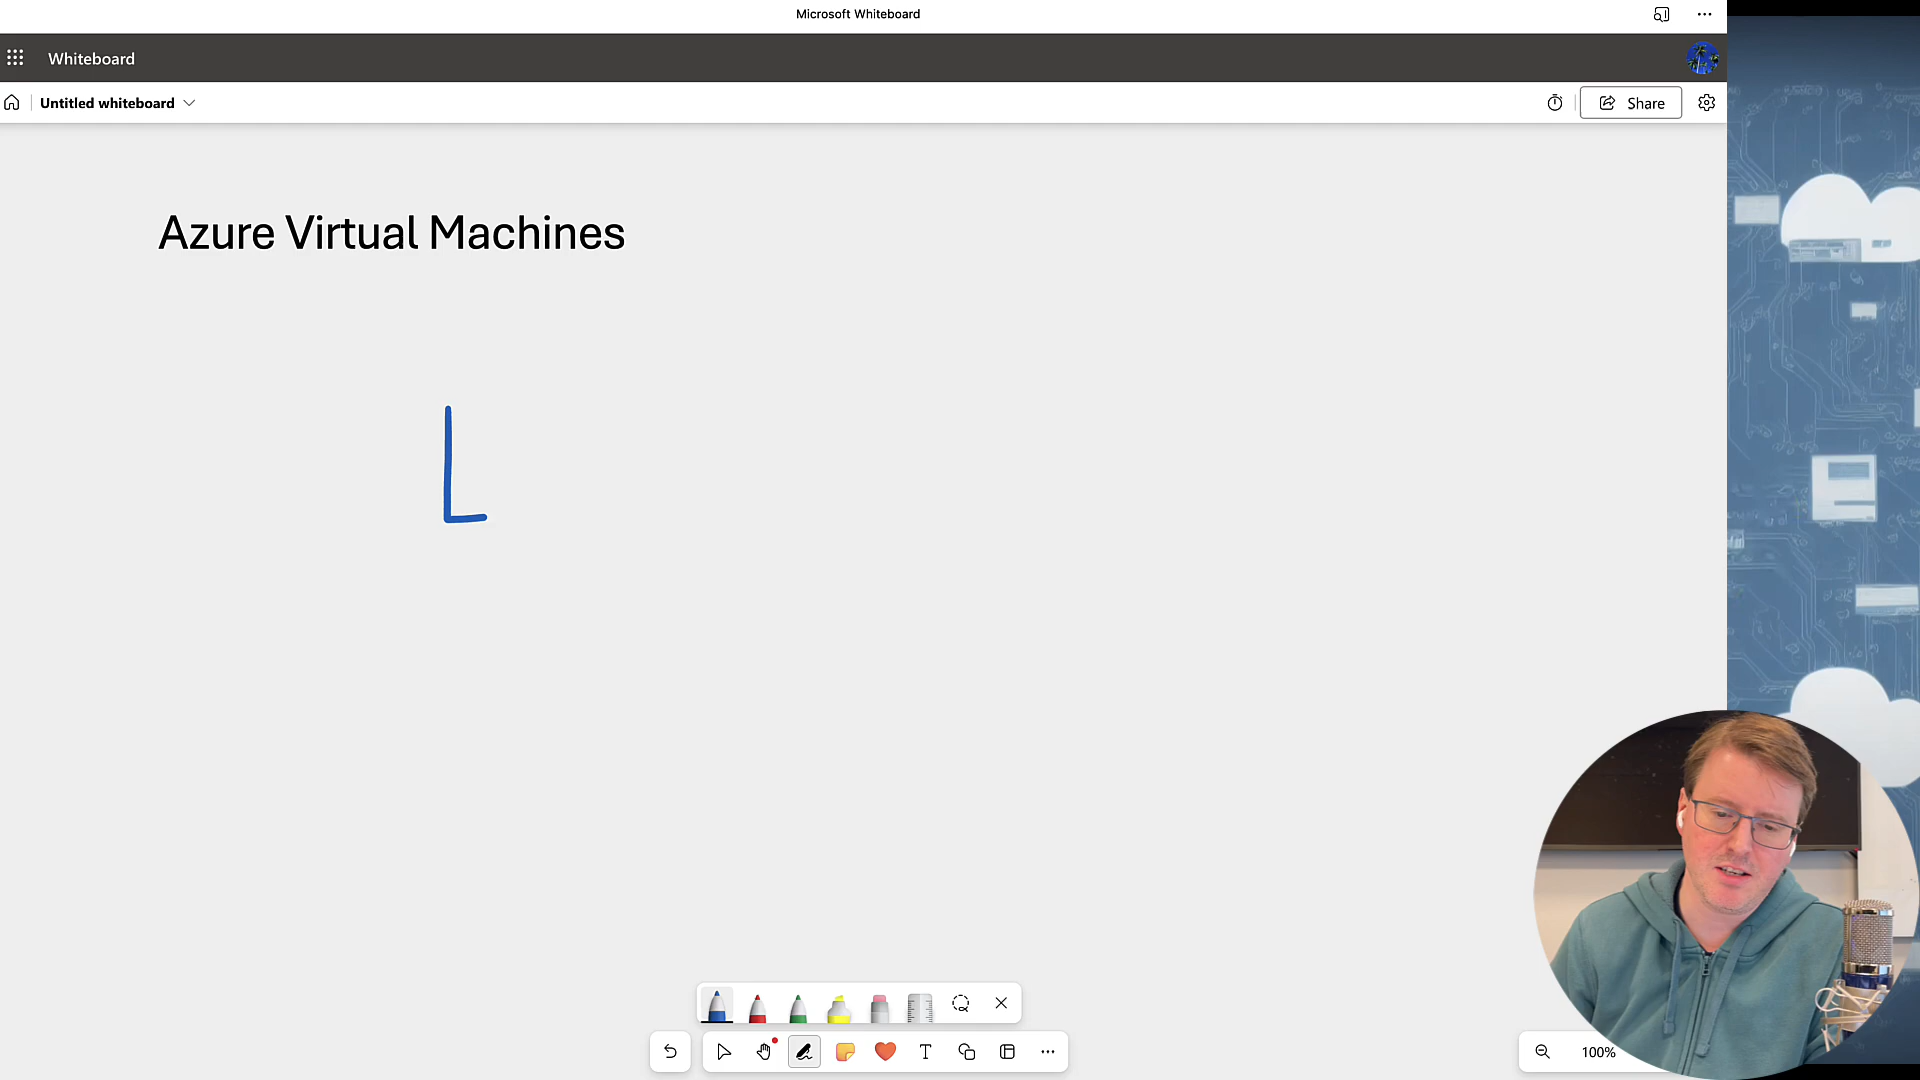 Microsoft Whiteboard
Whiteboard
Untitled whiteboard
Share
Azure Virtual Machines
L
T
100%